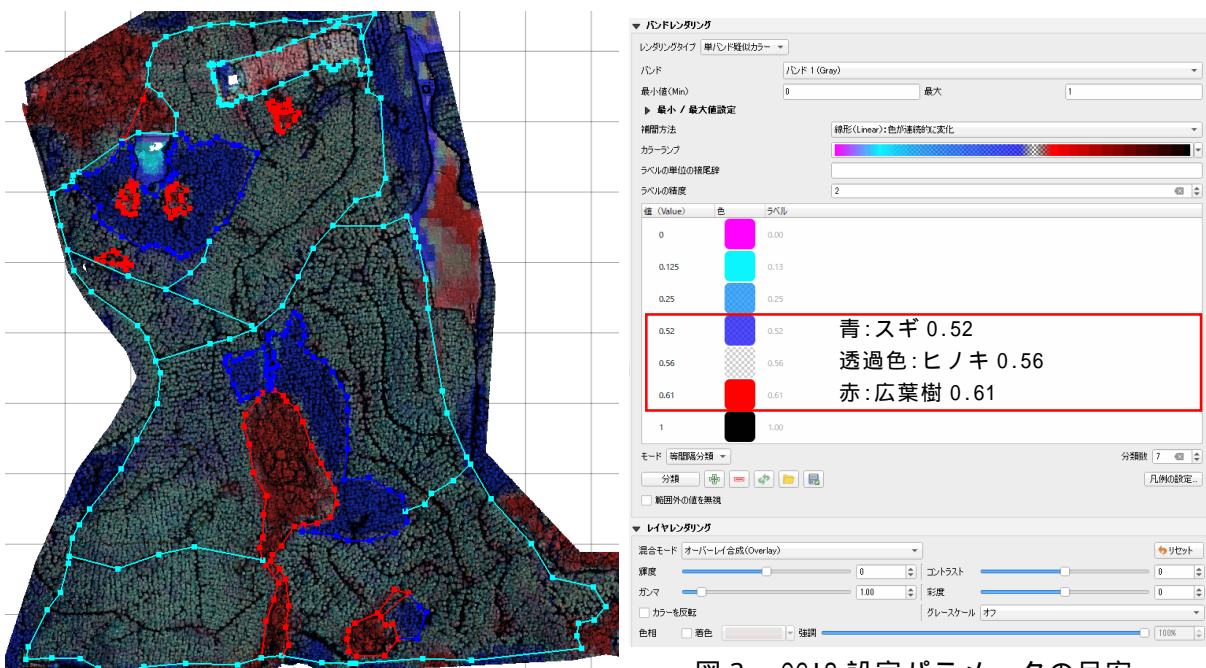 ▼ バンドレンダリング
レンダリングタイプ 単バンド疑似カラー
バンド バンド 1 (Gray)
最小値(Min) 0 最大 1
▶ 最小 / 最大値設定
補間方法 線形(Linear):色が連続的に変化
カラーランプ
ラベルの単位の接尾辞
ラベルの精度 2
値 (Value) 色 ラベル
0 0.00
0.125 0.13
0.25 0.25
0.52 0.52 青:スギ 0.52
0.56 0.56 透過色:ヒノキ 0.56
0.61 0.61 赤:広葉樹 0.61
1 1.00
モード 等間隔分類 分類数 7
分類 凡例の設定...
範囲外の値を無視
▼ レイヤレンダリング
混合モード オーバーレイ合成(Overlay) リセット
輝度 0 コントラスト 0
ガンマ 1.00 彩度 0
カラーを反転 グレースケール オフ
色相 着色 強調 100%